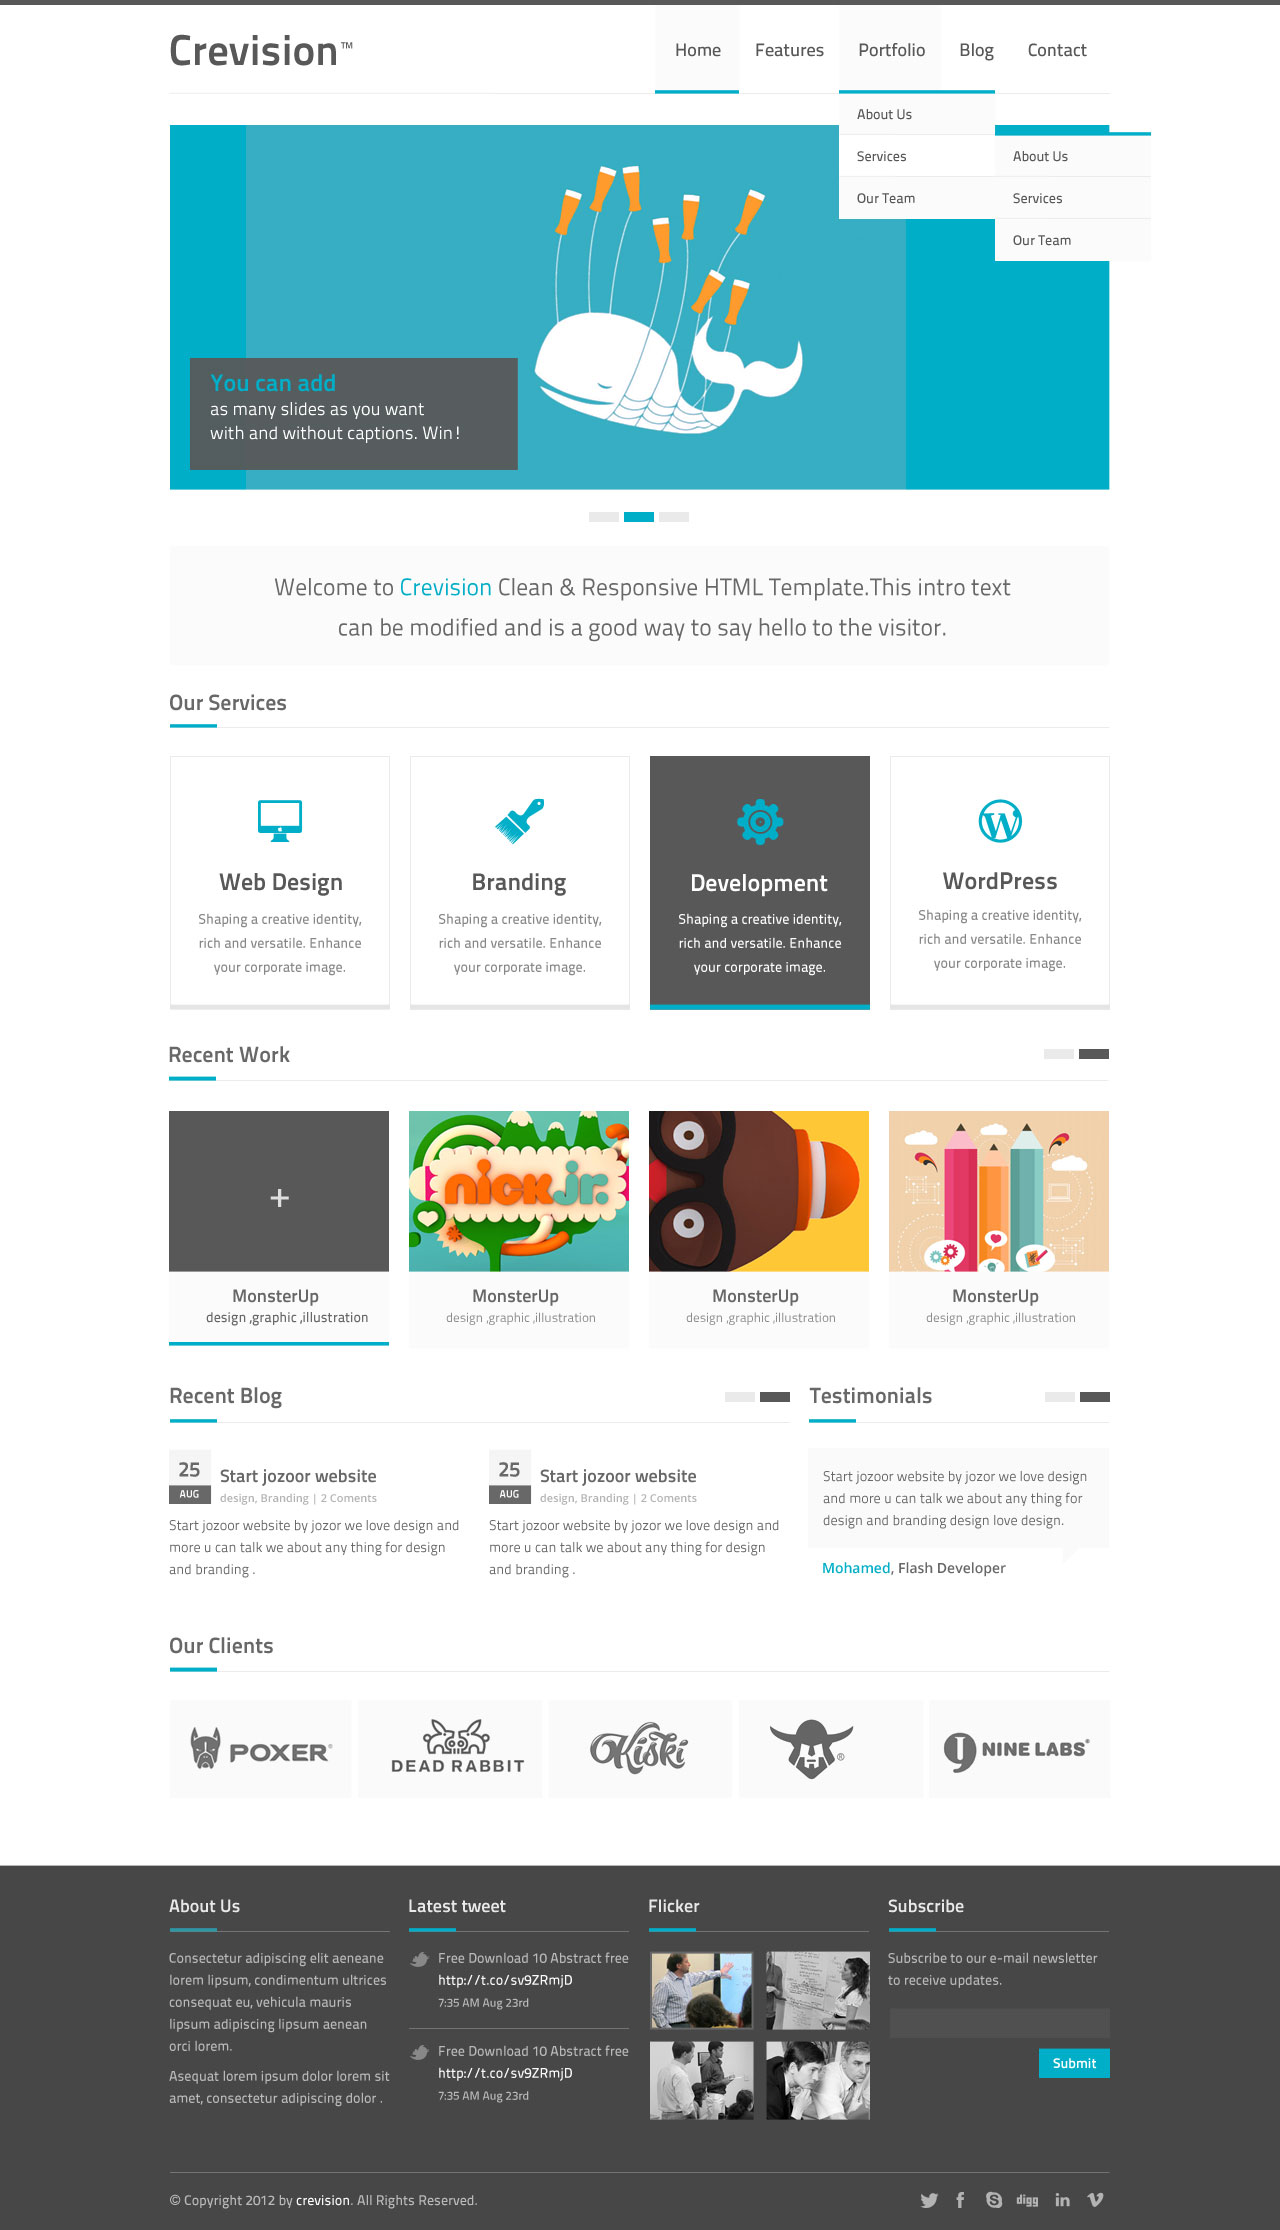 Crevision™
Home Features Portfolio Blog Contact
About Us
Services
Our Team
About Us
Services
Our Team
You can add
as many slides as you want
with and without captions. Win!
Welcome to Crevision Clean & Responsive HTML Template.This intro text
can be modified and is a good way to say hello to the visitor.
Our Services
Web Design
Shaping a creative identity,
rich and versatile. Enhance
your corporate image.
Branding
Shaping a creative identity,
rich and versatile. Enhance
your corporate image.
Development
Shaping a creative identity,
rich and versatile. Enhance
your corporate image.
WordPress
Shaping a creative identity,
rich and versatile. Enhance
your corporate image.
Recent Work
nick jr.
MonsterUp
design ,graphic ,illustration
MonsterUp
design ,graphic ,illustration
MonsterUp
design ,graphic ,illustration
MonsterUp
design ,graphic ,illustration
Recent Blog
25
AUG
Start jozoor website
design, Branding | 2 Coments
Start jozoor website by jozor we love design and
more u can talk we about any thing for design
and branding .
25
AUG
Start jozoor website
design, Branding | 2 Coments
Start jozoor website by jozor we love design and
more u can talk we about any thing for design
and branding .
Testimonials
Start jozoor website by jozor we love design
and more u can talk we about any thing for
design and branding design love design.
Mohamed, Flash Developer
Our Clients
POXER®
DEAD RABBIT
Kiski
®
NINE LABS®
About Us
Consectetur adipiscing elit aeneane
lorem lipsum, condimentum ultrices
consequat eu, vehicula mauris
lipsum adipiscing lipsum aenean
orci lorem.
Asequat lorem ipsum dolor lorem sit
amet, consectetur adipiscing dolor .
Latest tweet
Free Download 10 Abstract free
http://t.co/sv9ZRmjD
7:35 AM Aug 23rd
Free Download 10 Abstract free
http://t.co/sv9ZRmjD
7:35 AM Aug 23rd
Flicker
Subscribe
Subscribe to our e-mail newsletter
to receive updates.
Submit
© Copyright 2012 by crevision. All Rights Reserved.
digg in